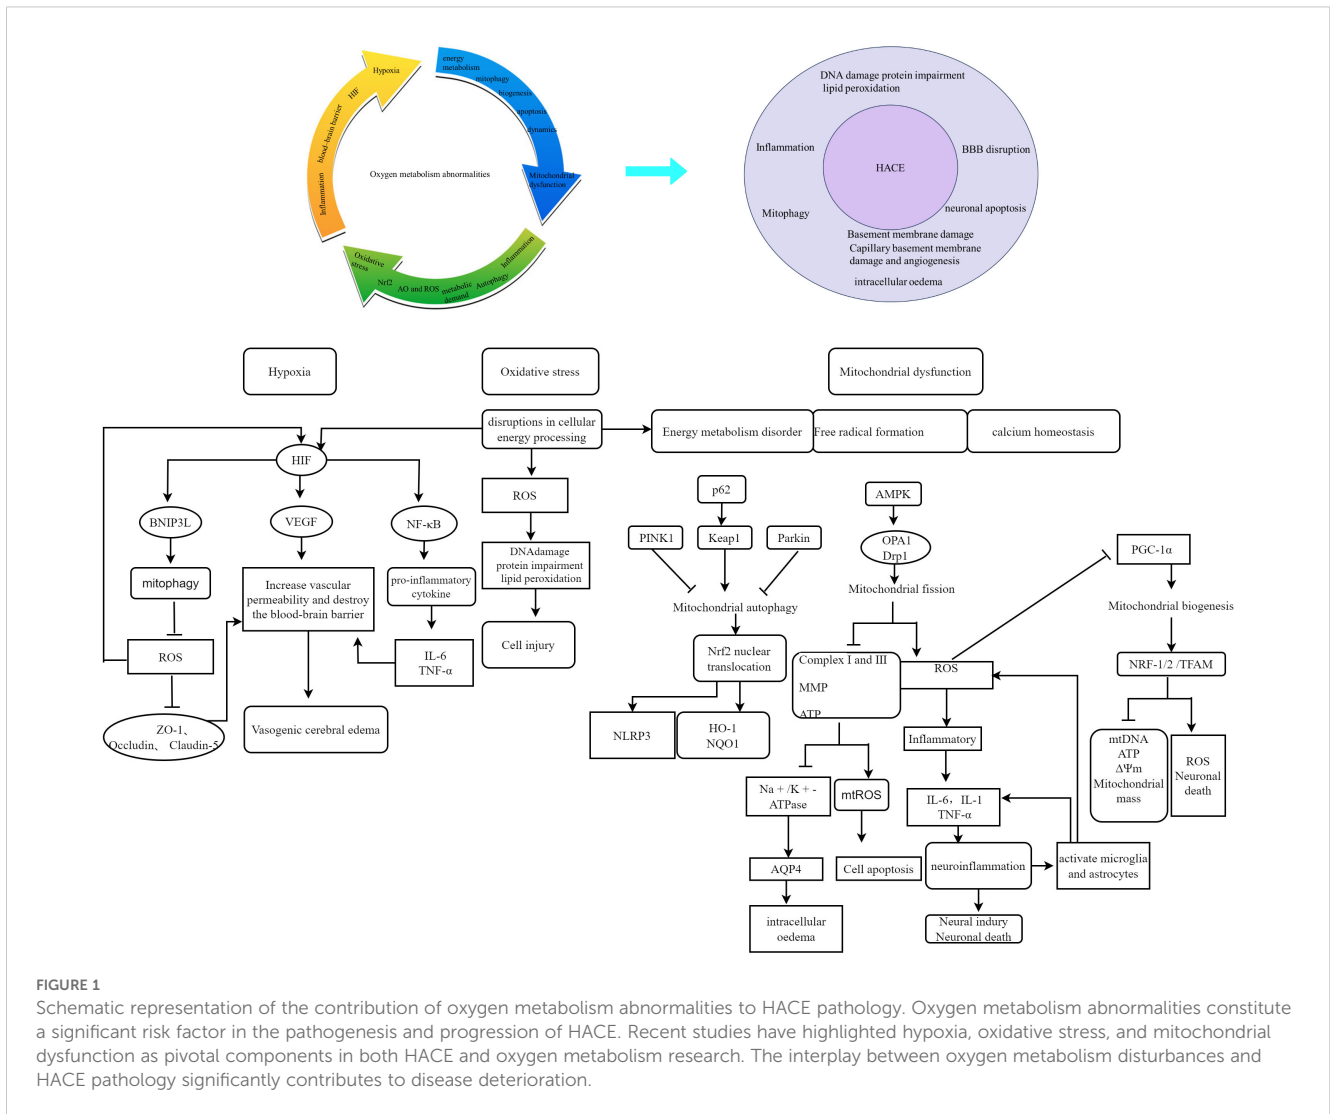 Hypoxia
HIF
blood-brain barrier
Inflammation
energy
metabolism
mitophagy
biogenesis
apoptosis
dynamics
Mitochondrial
dysfunction
Oxygen metabolism abnormalities
Inflammation
Autophagy
metabolic
demand
AO and ROS
Nrf2
Oxidative
stress
DNA damage protein impairment
lipid peroxidation
Inflammation
BBB disruption
HACE
Mitophagy
neuronal apoptosis
Basement membrane damage
Capillary basement membrane
damage and angiogenesis
intracellular oedema
Hypoxia
Oxidative stress
Mitochondrial dysfunction
disruptions in cellular
energy processing
Energy metabolism disorder
Free radical formation
calcium homeostasis
HIF
BNIP3L
VEGF
NF-κB
mitophagy
Increase vascular
permeability and destroy
the blood-brain barrier
pro-inflammatory
cytokine
ROS
IL-6
TNF-α
ZO-1、
Occludin、 Claudin-5
Vasogenic cerebral edema
ROS
DNAdamage
protein impairment
lipid peroxidation
Cell injury
p62
PINK1
Keap1
Parkin
Mitochondrial autophagy
Nrf2 nuclear
translocation
NLRP3
HO-1
NQO1
AMPK
OPA1
Drp1
Mitochondrial fission
Complex I and III
MMP
ATP
ROS
Inflammatory
Na + /K + -
ATPase
mtROS
IL-6,  IL-1
TNF-α
AQP4
Cell apoptosis
neuroinflammation
activate microglia
and astrocytes
intracellular
oedema
Neural indury
Neuronal death
PGC-1α
Mitochondrial biogenesis
NRF-1/2 /TFAM
mtDNA
ATP
ΔΨm
Mitochondrial
mass
ROS
Neuronal
death
FIGURE 1
Schematic representation of the contribution of oxygen metabolism abnormalities to HACE pathology. Oxygen metabolism abnormalities constitute
a significant risk factor in the pathogenesis and progression of HACE. Recent studies have highlighted hypoxia, oxidative stress, and mitochondrial
dysfunction as pivotal components in both HACE and oxygen metabolism research. The interplay between oxygen metabolism disturbances and
HACE pathology significantly contributes to disease deterioration.